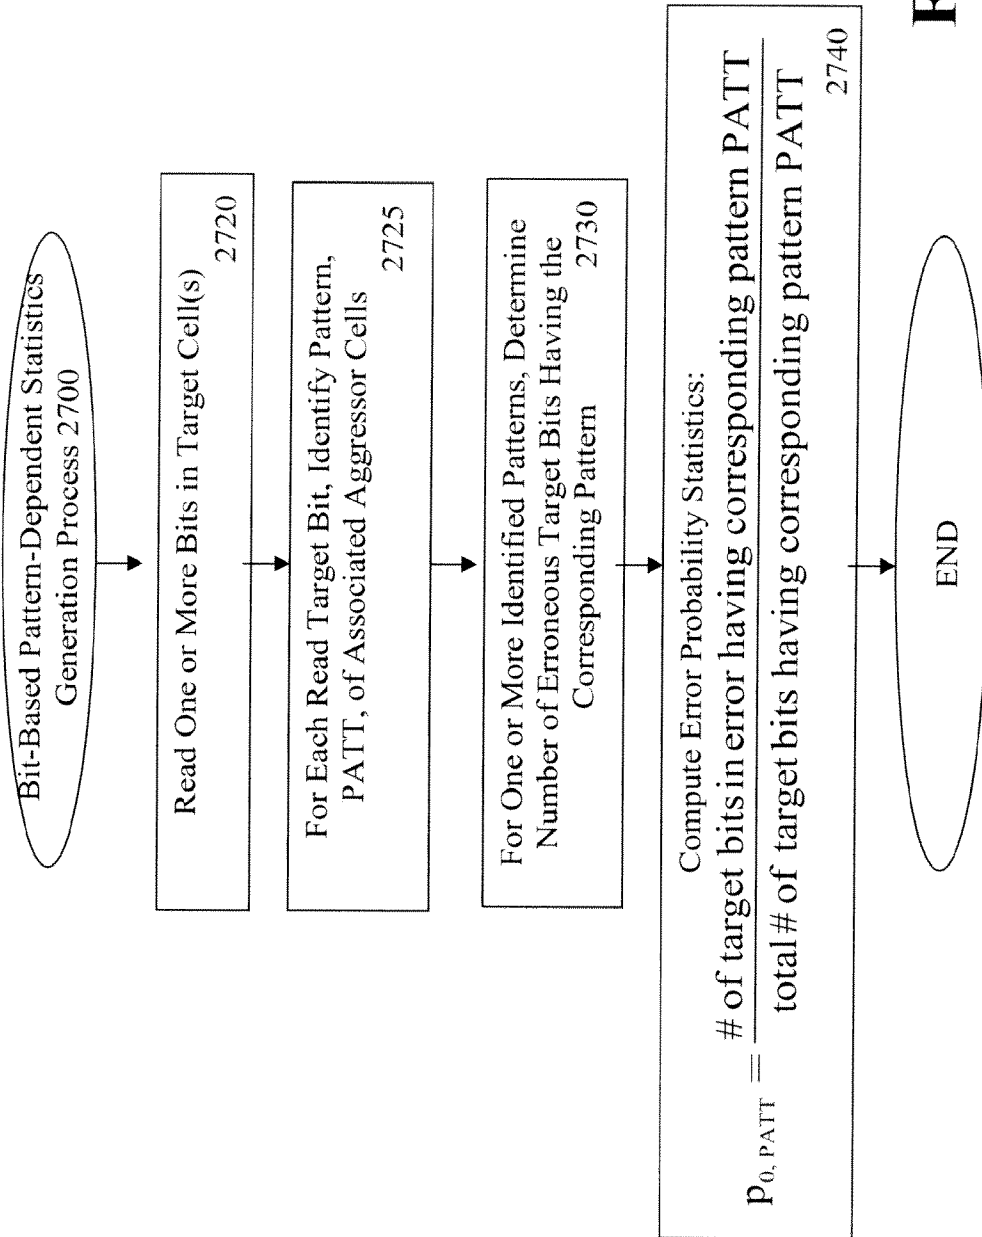 Bit-Based Pattern-Dependent Statistics
Generation Process 2700
Read One or More Bits in Target Cell(s)
2720
For Each Read Target Bit, Identify Pattern,
PATT, of Associated Aggressor Cells
2725
For One or More Identified Patterns, Determine
Number of Erroneous Target Bits Having the
Corresponding Pattern
2730
Compute Error Probability Statistics:
p0, PATT = # of target bits in error having corresponding pattern PATT
total # of target bits having corresponding pattern PATT
2740
END